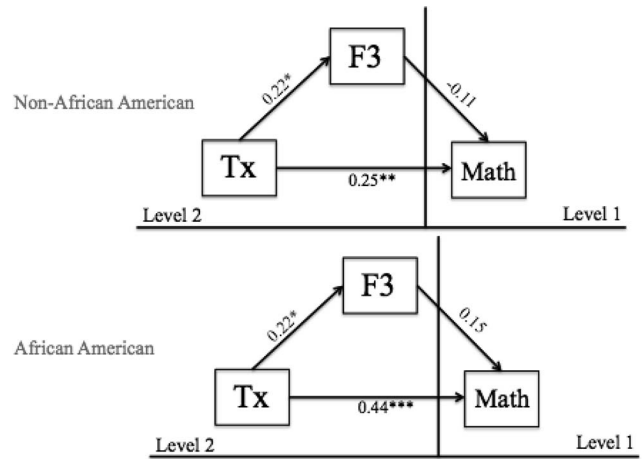 F3
0.22*
-0.11
Non-African American
Tx
Math
0.25**
Level 2
Level 1
F3
0.22*
0.15
African American
Tx
Math
0.44***
Level 2
Level 1